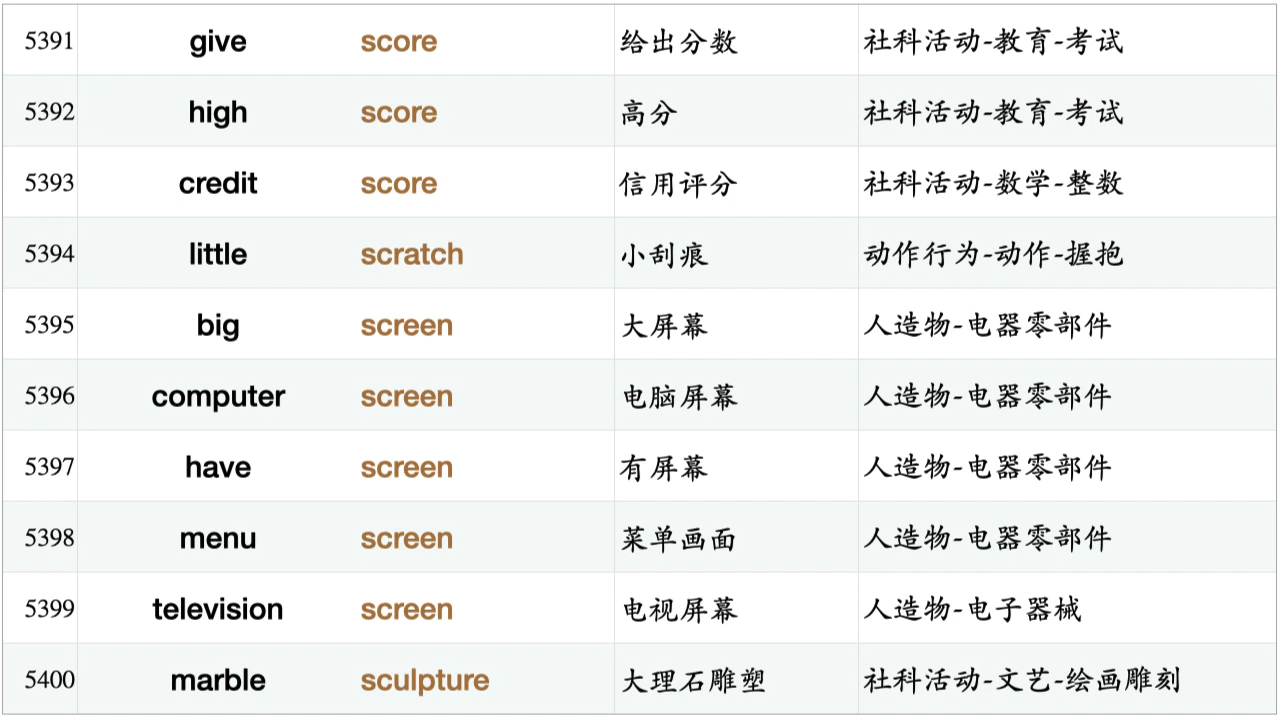 5391 give score 给出分数 社科活动-教育-考试
5392 high score 高分 社科活动-教育-考试
5393 credit score 信用评分 社科活动-数学-整数
5394 little scratch 小刮痕 动作行为-动作-握抱
5395 big screen 大屏幕 人造物-电器零部件
5396 computer screen 电脑屏幕 人造物-电器零部件
5397 have screen 有屏幕 人造物-电器零部件
5398 menu screen 菜单画面 人造物-电器零部件
5399 television screen 电视屏幕 人造物-电子器械
5400 marble sculpture 大理石雕塑 社科活动-文艺-绘画雕刻